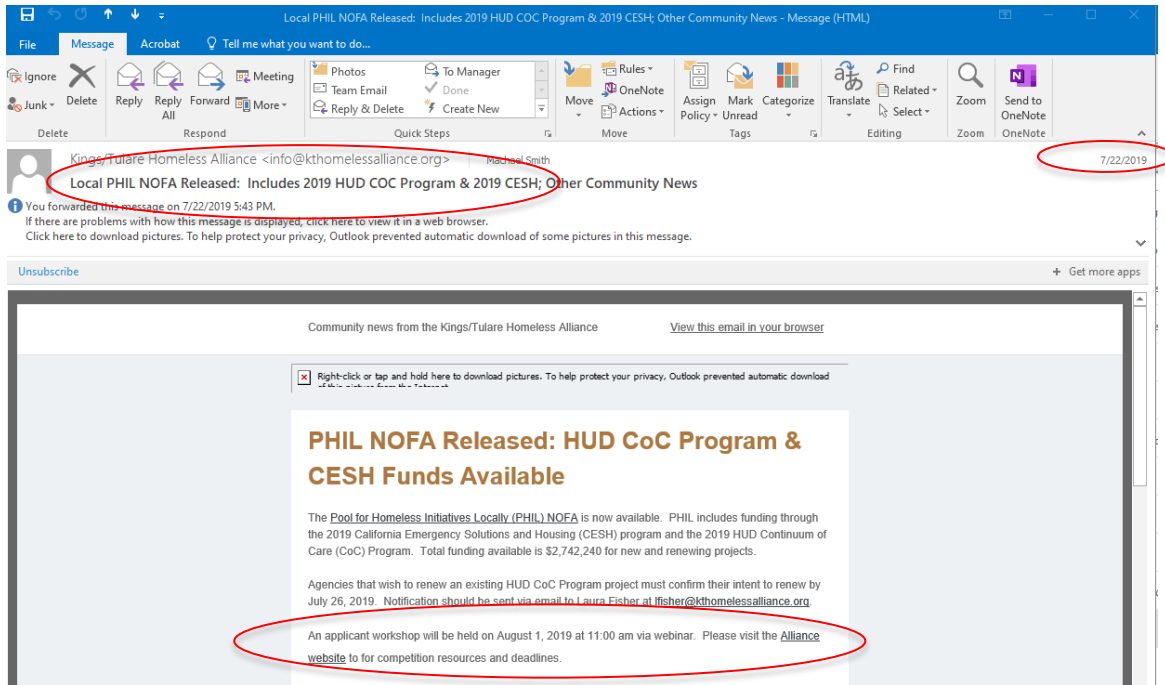 Local PHIL NOFA Released: Includes 2019 HUD COC Program & 2019 CESH; Other Community News - Message (HTML)
File Message Acrobat Tell me what you want to do...
Ignore
Junk
Delete
Reply
Reply All
Forward
Meeting
More
Photos
Team Email
Reply & Delete
To Manager
Done
Create New
Move
Rules
OneNote
Actions
Assign Policy
Mark Unread
Categorize
Translate
Find
Related
Select
Zoom
Send to OneNote
Delete Respond Quick Steps Move Tags Editing Zoom OneNote
Kings/Tulare Homeless Alliance <info@kthomelessalliance.org> Machael Smith 7/22/2019
Local PHIL NOFA Released: Includes 2019 HUD COC Program & 2019 CESH; Other Community News
You forwarded this message on 7/22/2019 5:43 PM.
If there are problems with how this message is displayed, click here to view it in a web browser.
Click here to download pictures. To help protect your privacy, Outlook prevented automatic download of some pictures in this message.
Unsubscribe + Get more apps
Community news from the Kings/Tulare Homeless Alliance View this email in your browser
Right-click or tap and hold here to download pictures. To help protect your privacy, Outlook prevented automatic download
of this picture from the Internet.
PHIL NOFA Released: HUD CoC Program &
CESH Funds Available
The Pool for Homeless Initiatives Locally (PHIL) NOFA is now available. PHIL includes funding through
the 2019 California Emergency Solutions and Housing (CESH) program and the 2019 HUD Continuum of
Care (CoC) Program. Total funding available is $2,742,240 for new and renewing projects.
Agencies that wish to renew an existing HUD CoC Program project must confirm their intent to renew by
July 26, 2019. Notification should be sent via email to Laura Fisher at lfisher@kthomelessalliance.org.
An applicant workshop will be held on August 1, 2019 at 11:00 am via webinar. Please visit the Alliance
website to for competition resources and deadlines.